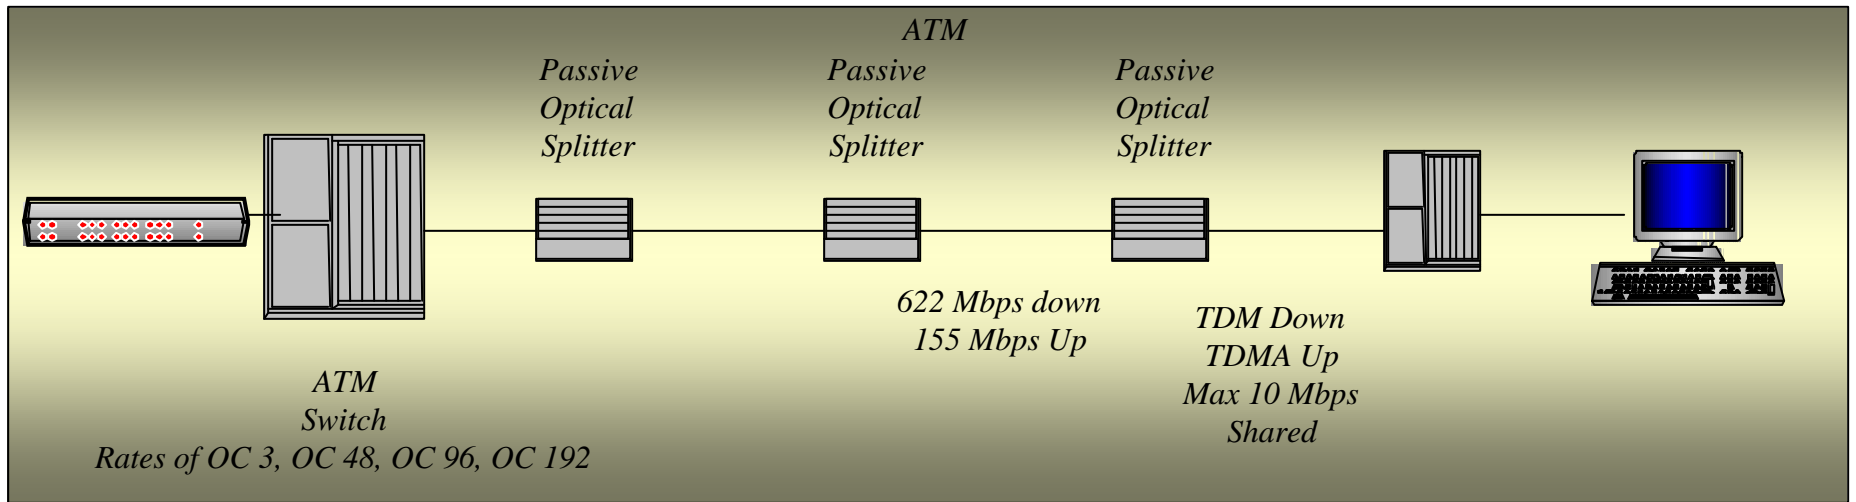 ATM
Passive
Optical
Splitter
Passive
Optical
Splitter
Passive
Optical
Splitter
622 Mbps down
155 Mbps Up
TDM Down
TDMA Up
Max 10 Mbps
Shared
ATM
Switch
Rates of OC 3, OC 48, OC 96, OC 192